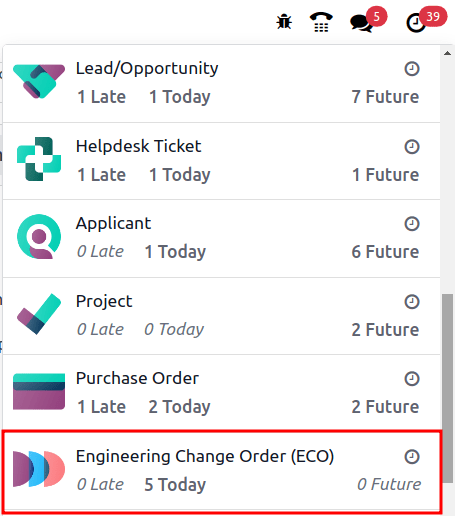 5 39
Lead/Opportunity
1 Late 1 Today 7 Future
Helpdesk Ticket
1 Late 1 Today 1 Future
Applicant
0 Late 1 Today 6 Future
Project
0 Late 0 Today 2 Future
Purchase Order
1 Late 2 Today 2 Future
Engineering Change Order (ECO)
0 Late 5 Today 0 Future